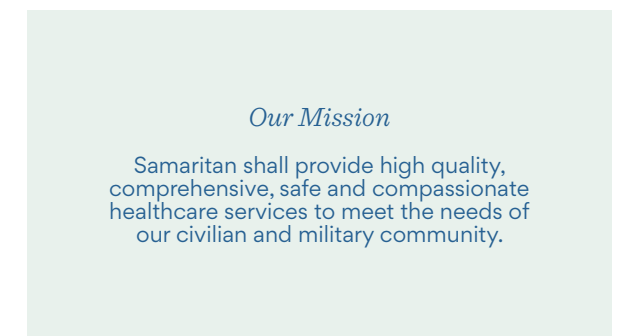 Our Mission
Samaritan shall provide high quality,
comprehensive, safe and compassionate
healthcare services to meet the needs of
our civilian and military community.